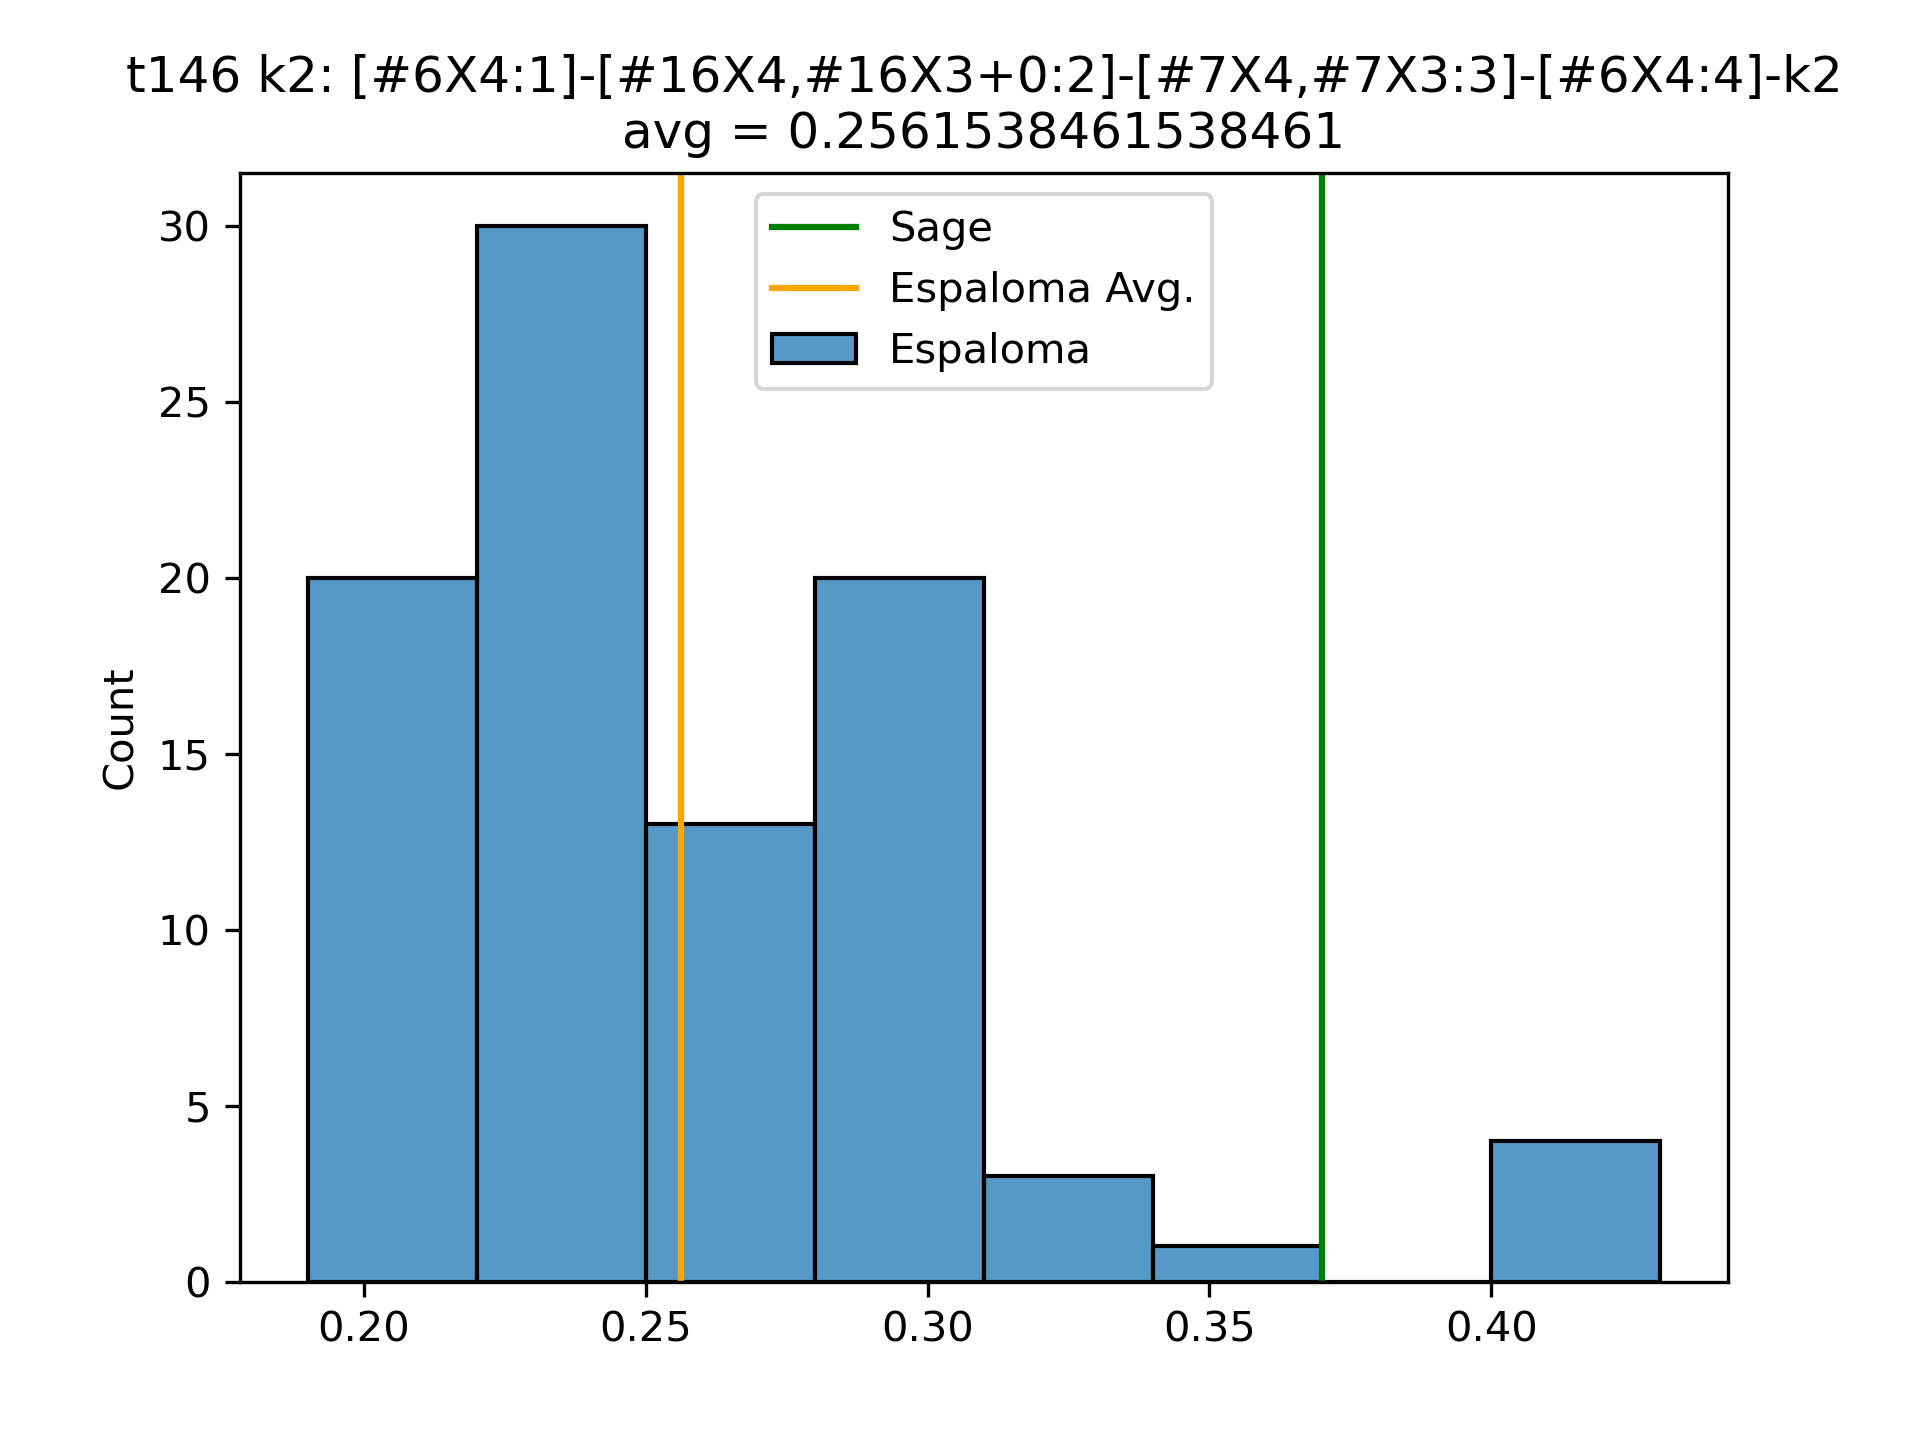 t146 k2: [#6X4:1]-[#16X4,#16X3+0:2]-[#7X4,#7X3:3]-[#6X4:4]-k2
avg = 0.2561538461538461
Sage
Espaloma Avg.
Espaloma
Count
30
25
20
15
10
5
0
0.20 0.25 0.30 0.35 0.40